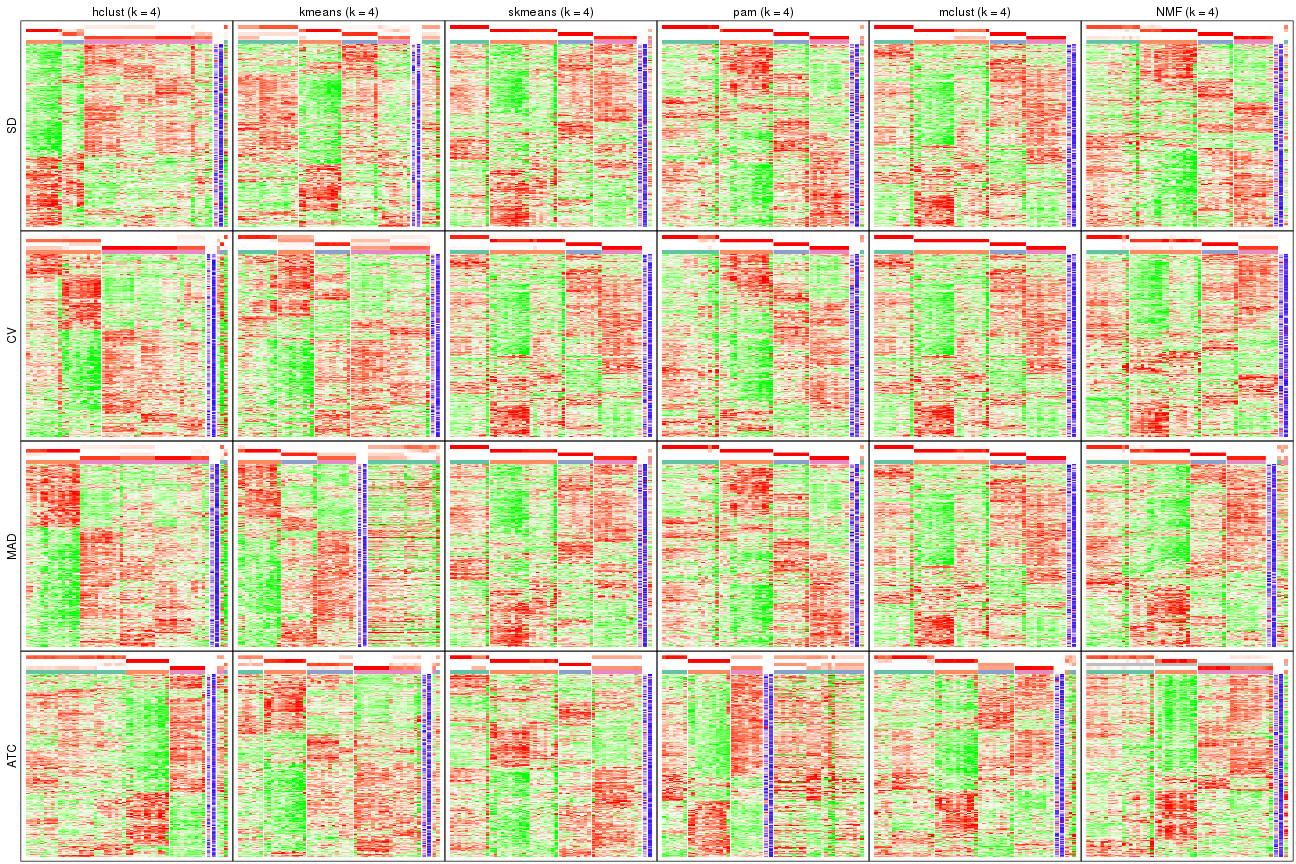 hclust (k = 4) kmeans (k = 4) skmeans (k = 4) pam (k = 4) mclust (k = 4) NMF (k = 4)
SD
CV
MAD
ATC